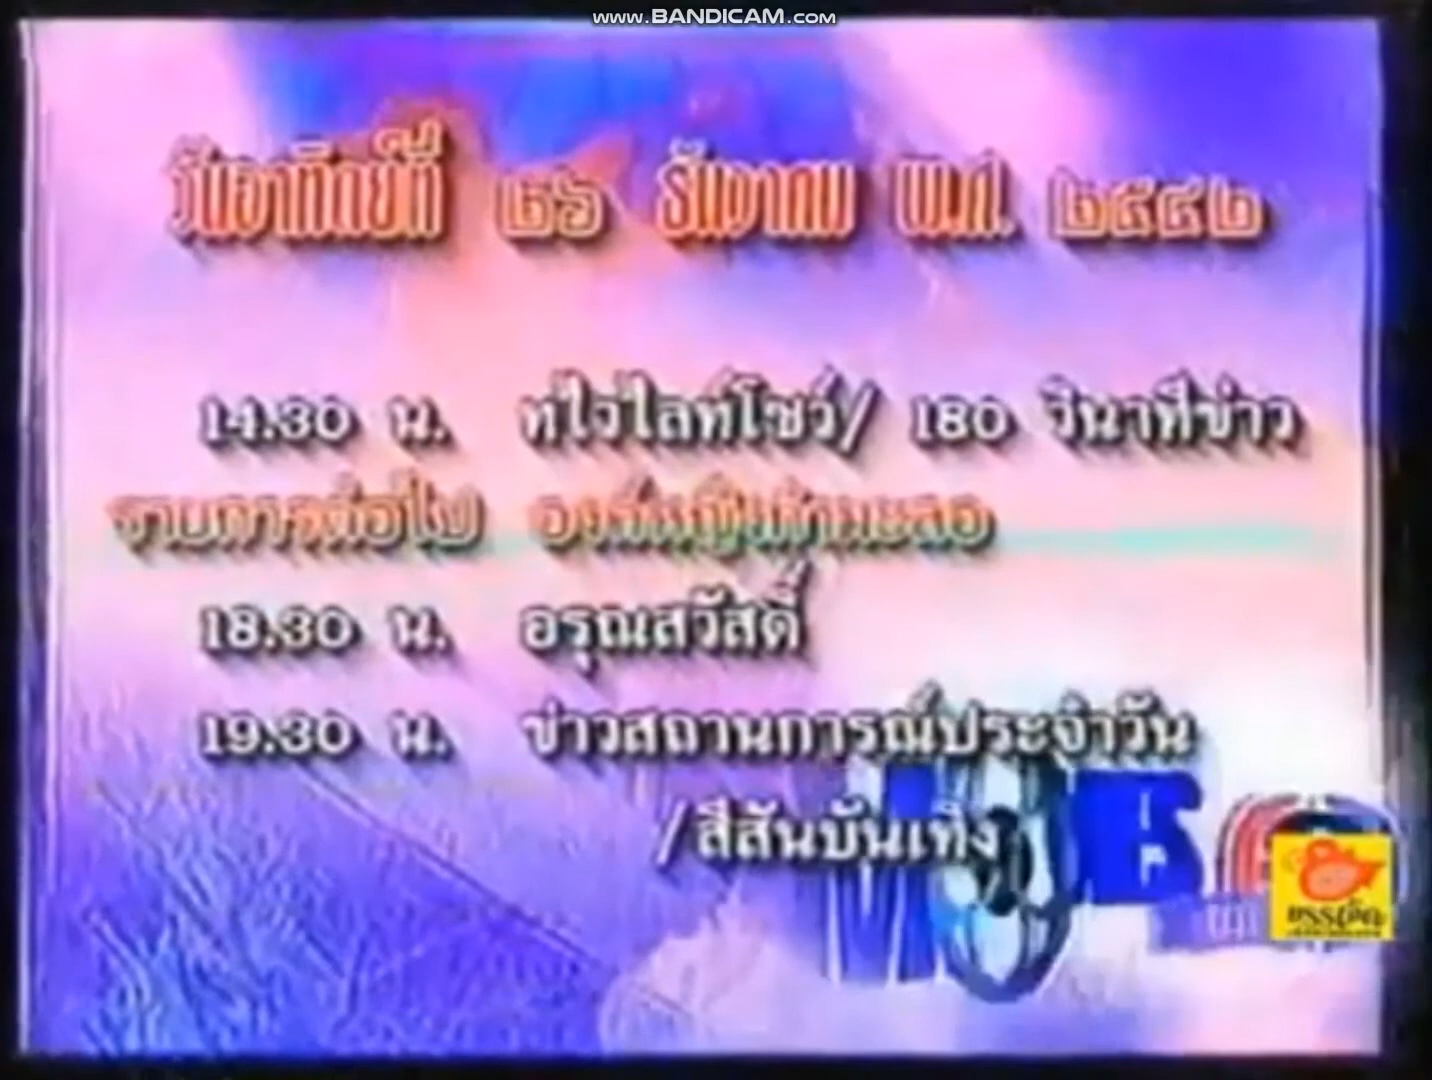 www.BANDICAM.com
วันอาทิตย์ที่ ๒๖ ธันวาคม พ.ศ. ๒๕๕๒
14.30 น. ทไวไลท์โชว์/ 180 วินาทีข่าว
รายการต่อไป
18.30 น. อรุณสวัสดิ์
19.30 น. ข่าวสถานการณ์ประจำวัน
/สีสันบันเทิง